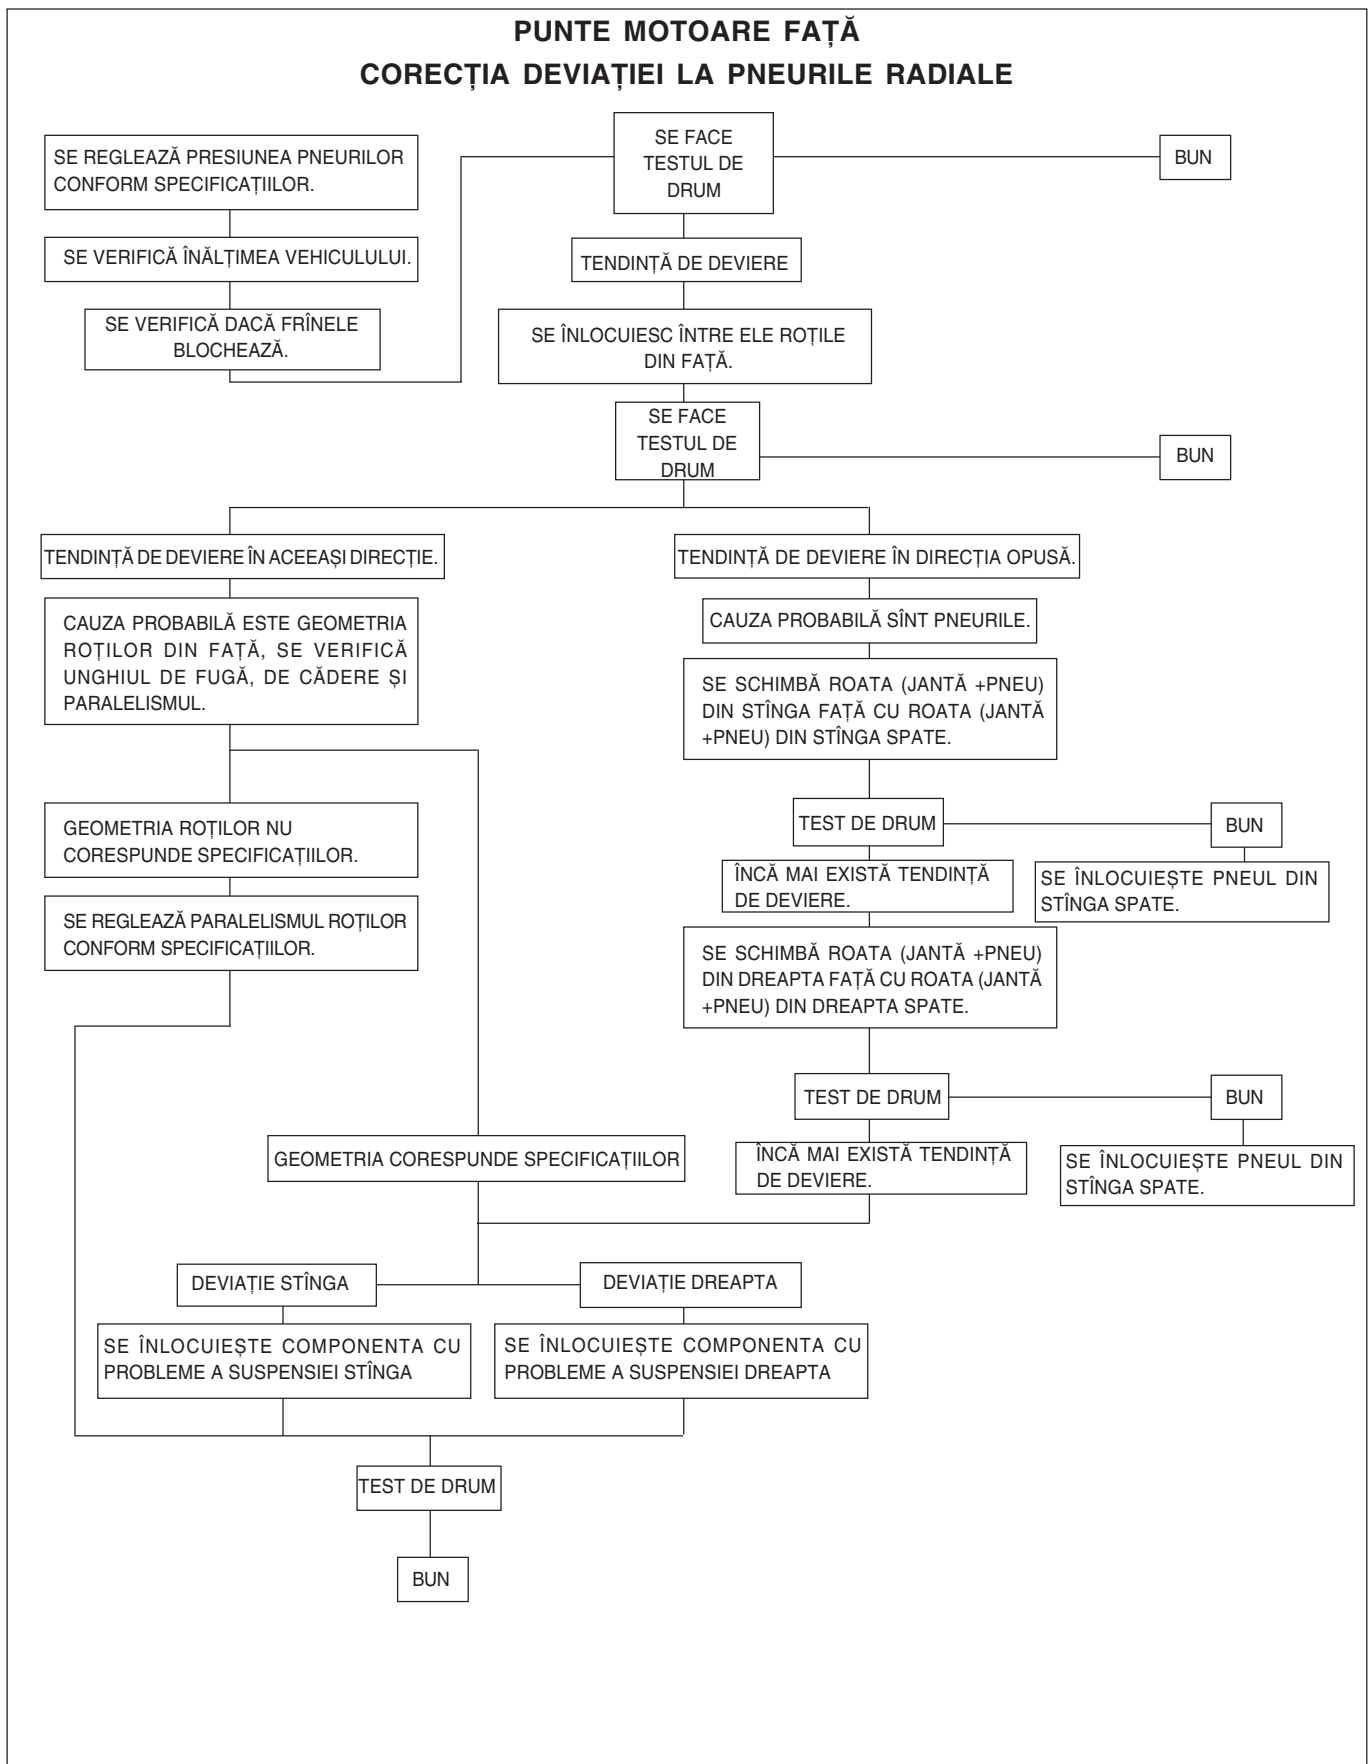 PUNTE MOTOARE FAȚĂ
CORECȚIA DEVIAȚIEI LA PNEURILE RADIALE
SE REGLEAZĂ PRESIUNEA PNEURILOR
CONFORM SPECIFICAȚIILOR.
SE VERIFICĂ ÎNĂLȚIMEA VEHICULULUI.
SE VERIFICĂ DACĂ FRÎNELE
BLOCHEAZĂ.
SE FACE
TESTUL DE
DRUM
BUN
TENDINȚĂ DE DEVIERE
SE ÎNLOCUIESC ÎNTRE ELE ROȚILE
DIN FAȚĂ.
SE FACE
TESTUL DE
DRUM
BUN
TENDINȚĂ DE DEVIERE ÎN ACEEAȘI DIRECȚIE.
CAUZA PROBABILĂ ESTE GEOMETRIA
ROȚILOR DIN FAȚĂ, SE VERIFICĂ
UNGHIUL DE FUGĂ, DE CĂDERE ȘI
PARALELISMUL.
GEOMETRIA ROȚILOR NU
CORESPUNDE SPECIFICAȚIILOR.
SE REGLEAZĂ PARALELISMUL ROȚILOR
CONFORM SPECIFICAȚIILOR.
TENDINȚĂ DE DEVIERE ÎN DIRECȚIA OPUSĂ.
CAUZA PROBABILĂ SÎNT PNEURILE.
SE SCHIMBĂ ROATA (JANTĂ +PNEU)
DIN STÎNGA FAȚĂ CU ROATA (JANTĂ
+PNEU) DIN STÎNGA SPATE.
TEST DE DRUM
BUN
ÎNCĂ MAI EXISTĂ TENDINȚĂ
DE DEVIERE.
SE ÎNLOCUIEȘTE PNEUL DIN
STÎNGA SPATE.
SE SCHIMBĂ ROATA (JANTĂ +PNEU)
DIN DREAPTA FAȚĂ CU ROATA (JANTĂ
+PNEU) DIN DREAPTA SPATE.
TEST DE DRUM
BUN
GEOMETRIA CORESPUNDE SPECIFICAȚIILOR
ÎNCĂ MAI EXISTĂ TENDINȚĂ
DE DEVIERE.
SE ÎNLOCUIEȘTE PNEUL DIN
STÎNGA SPATE.
DEVIAȚIE STÎNGA
DEVIAȚIE DREAPTA
SE ÎNLOCUIEȘTE COMPONENTA CU
PROBLEME A SUSPENSIEI STÎNGA
SE ÎNLOCUIEȘTE COMPONENTA CU
PROBLEME A SUSPENSIEI DREAPTA
TEST DE DRUM
BUN